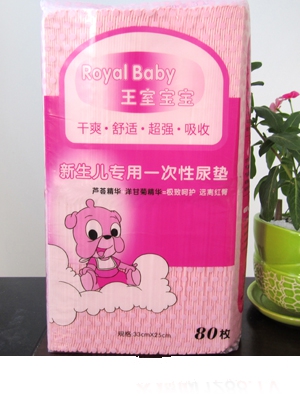 Royal Baby
王室宝宝
干爽·舒适·超强·吸收
新生儿专用一次性尿垫
芦荟精华 洋甘菊精华=极致呵护 远离红臀
规格:33cm×25cm
80枚